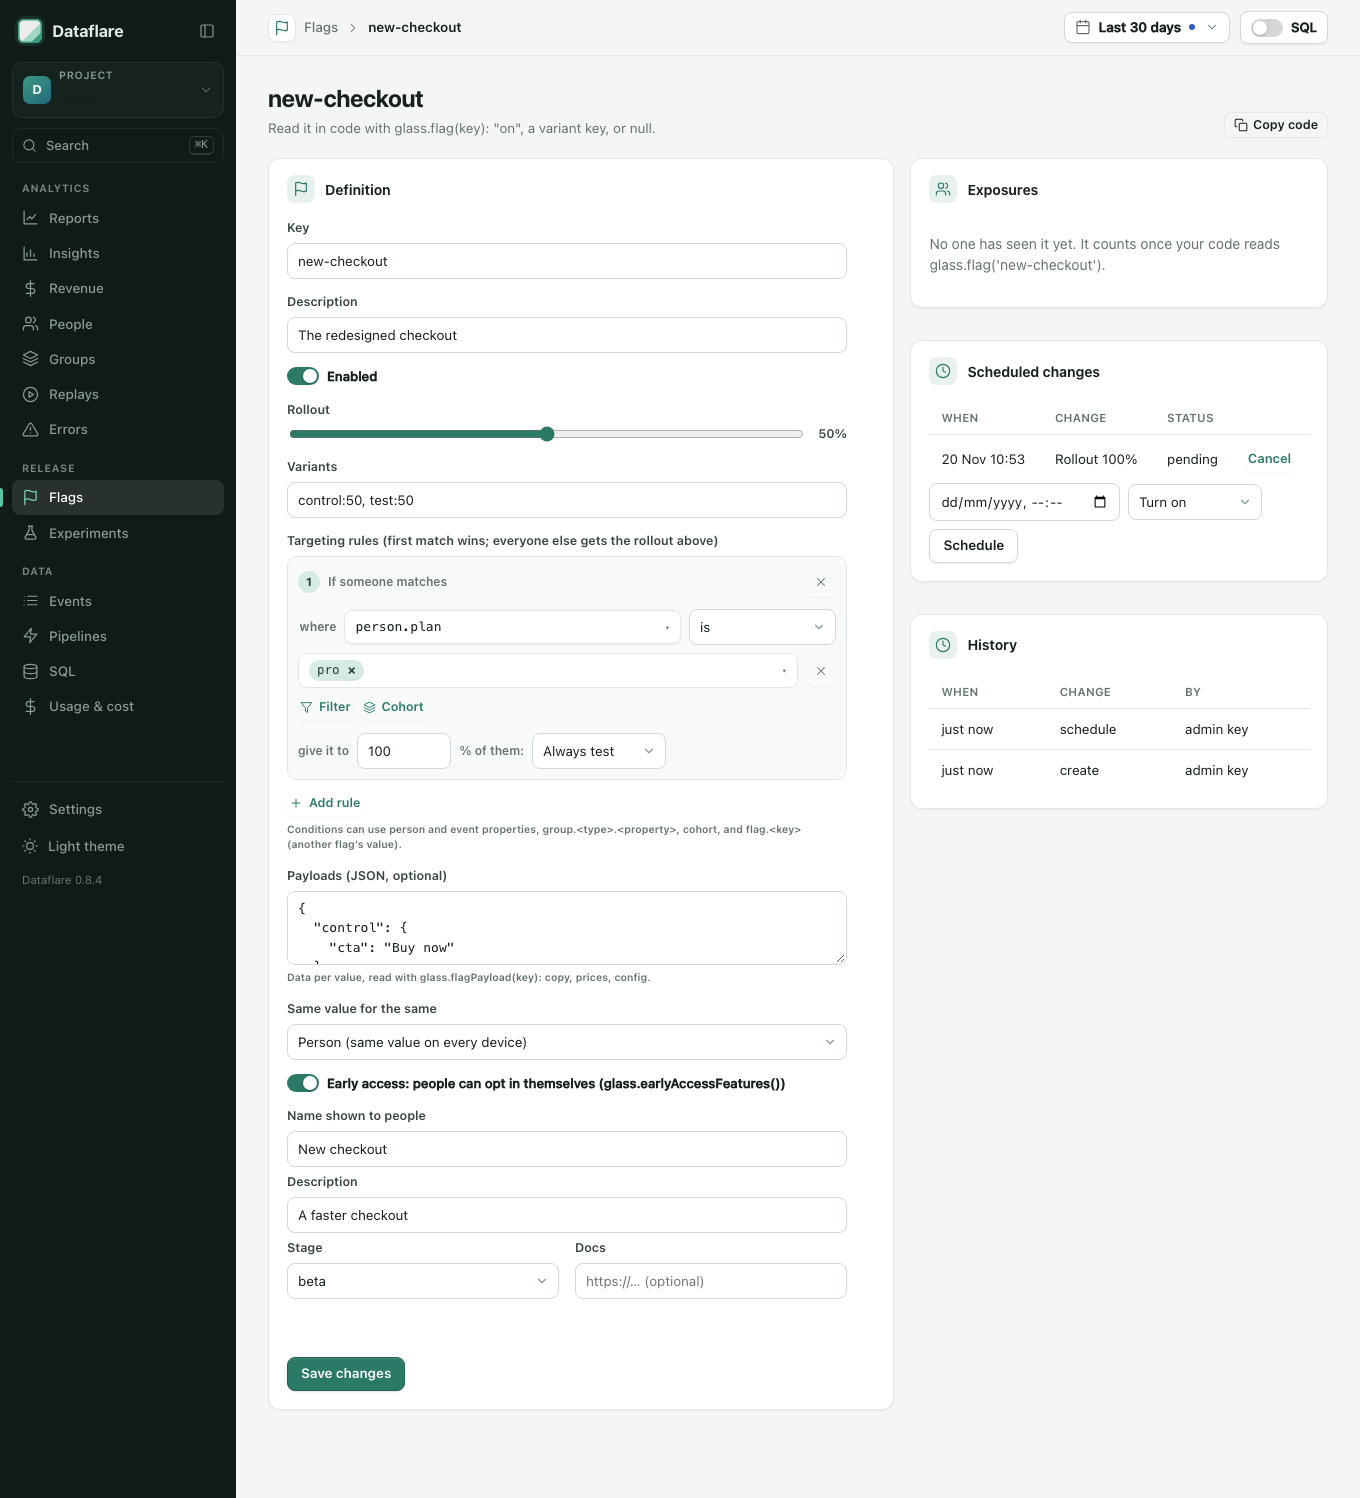 Dataflare
PROJECT
D
Search
⌘K
ANALYTICS
Reports
Insights
Revenue
People
Groups
Replays
Errors
RELEASE
Flags
Experiments
DATA
Events
Pipelines
SQL
Usage & cost
Settings
Light theme
Dataflare 0.8.4
Flags > new-checkout
Last 30 days
SQL
new-checkout
Read it in code with glass.flag(key): "on", a variant key, or null.
Copy code
Definition
Key
new-checkout
Description
The redesigned checkout
Enabled
Rollout
50%
Variants
control:50, test:50
Targeting rules (first match wins; everyone else gets the rollout above)
1 If someone matches
where person.plan is
pro ×
Filter Cohort
give it to 100 % of them: Always test
+ Add rule
Conditions can use person and event properties, group.<type>.<property>, cohort, and flag.<key>
(another flag's value).
Payloads (JSON, optional)
{
"control": {
"cta": "Buy now"
Data per value, read with glass.flagPayload(key): copy, prices, config.
Same value for the same
Person (same value on every device)
Early access: people can opt in themselves (glass.earlyAccessFeatures())
Name shown to people
New checkout
Description
A faster checkout
Stage Docs
beta https://... (optional)
Save changes
Exposures
No one has seen it yet. It counts once your code reads
glass.flag('new-checkout').
Scheduled changes
WHEN CHANGE STATUS
20 Nov 10:53 Rollout 100% pending Cancel
dd/mm/yyyy, --:-- Turn on
Schedule
History
WHEN CHANGE BY
just now schedule admin key
just now create admin key